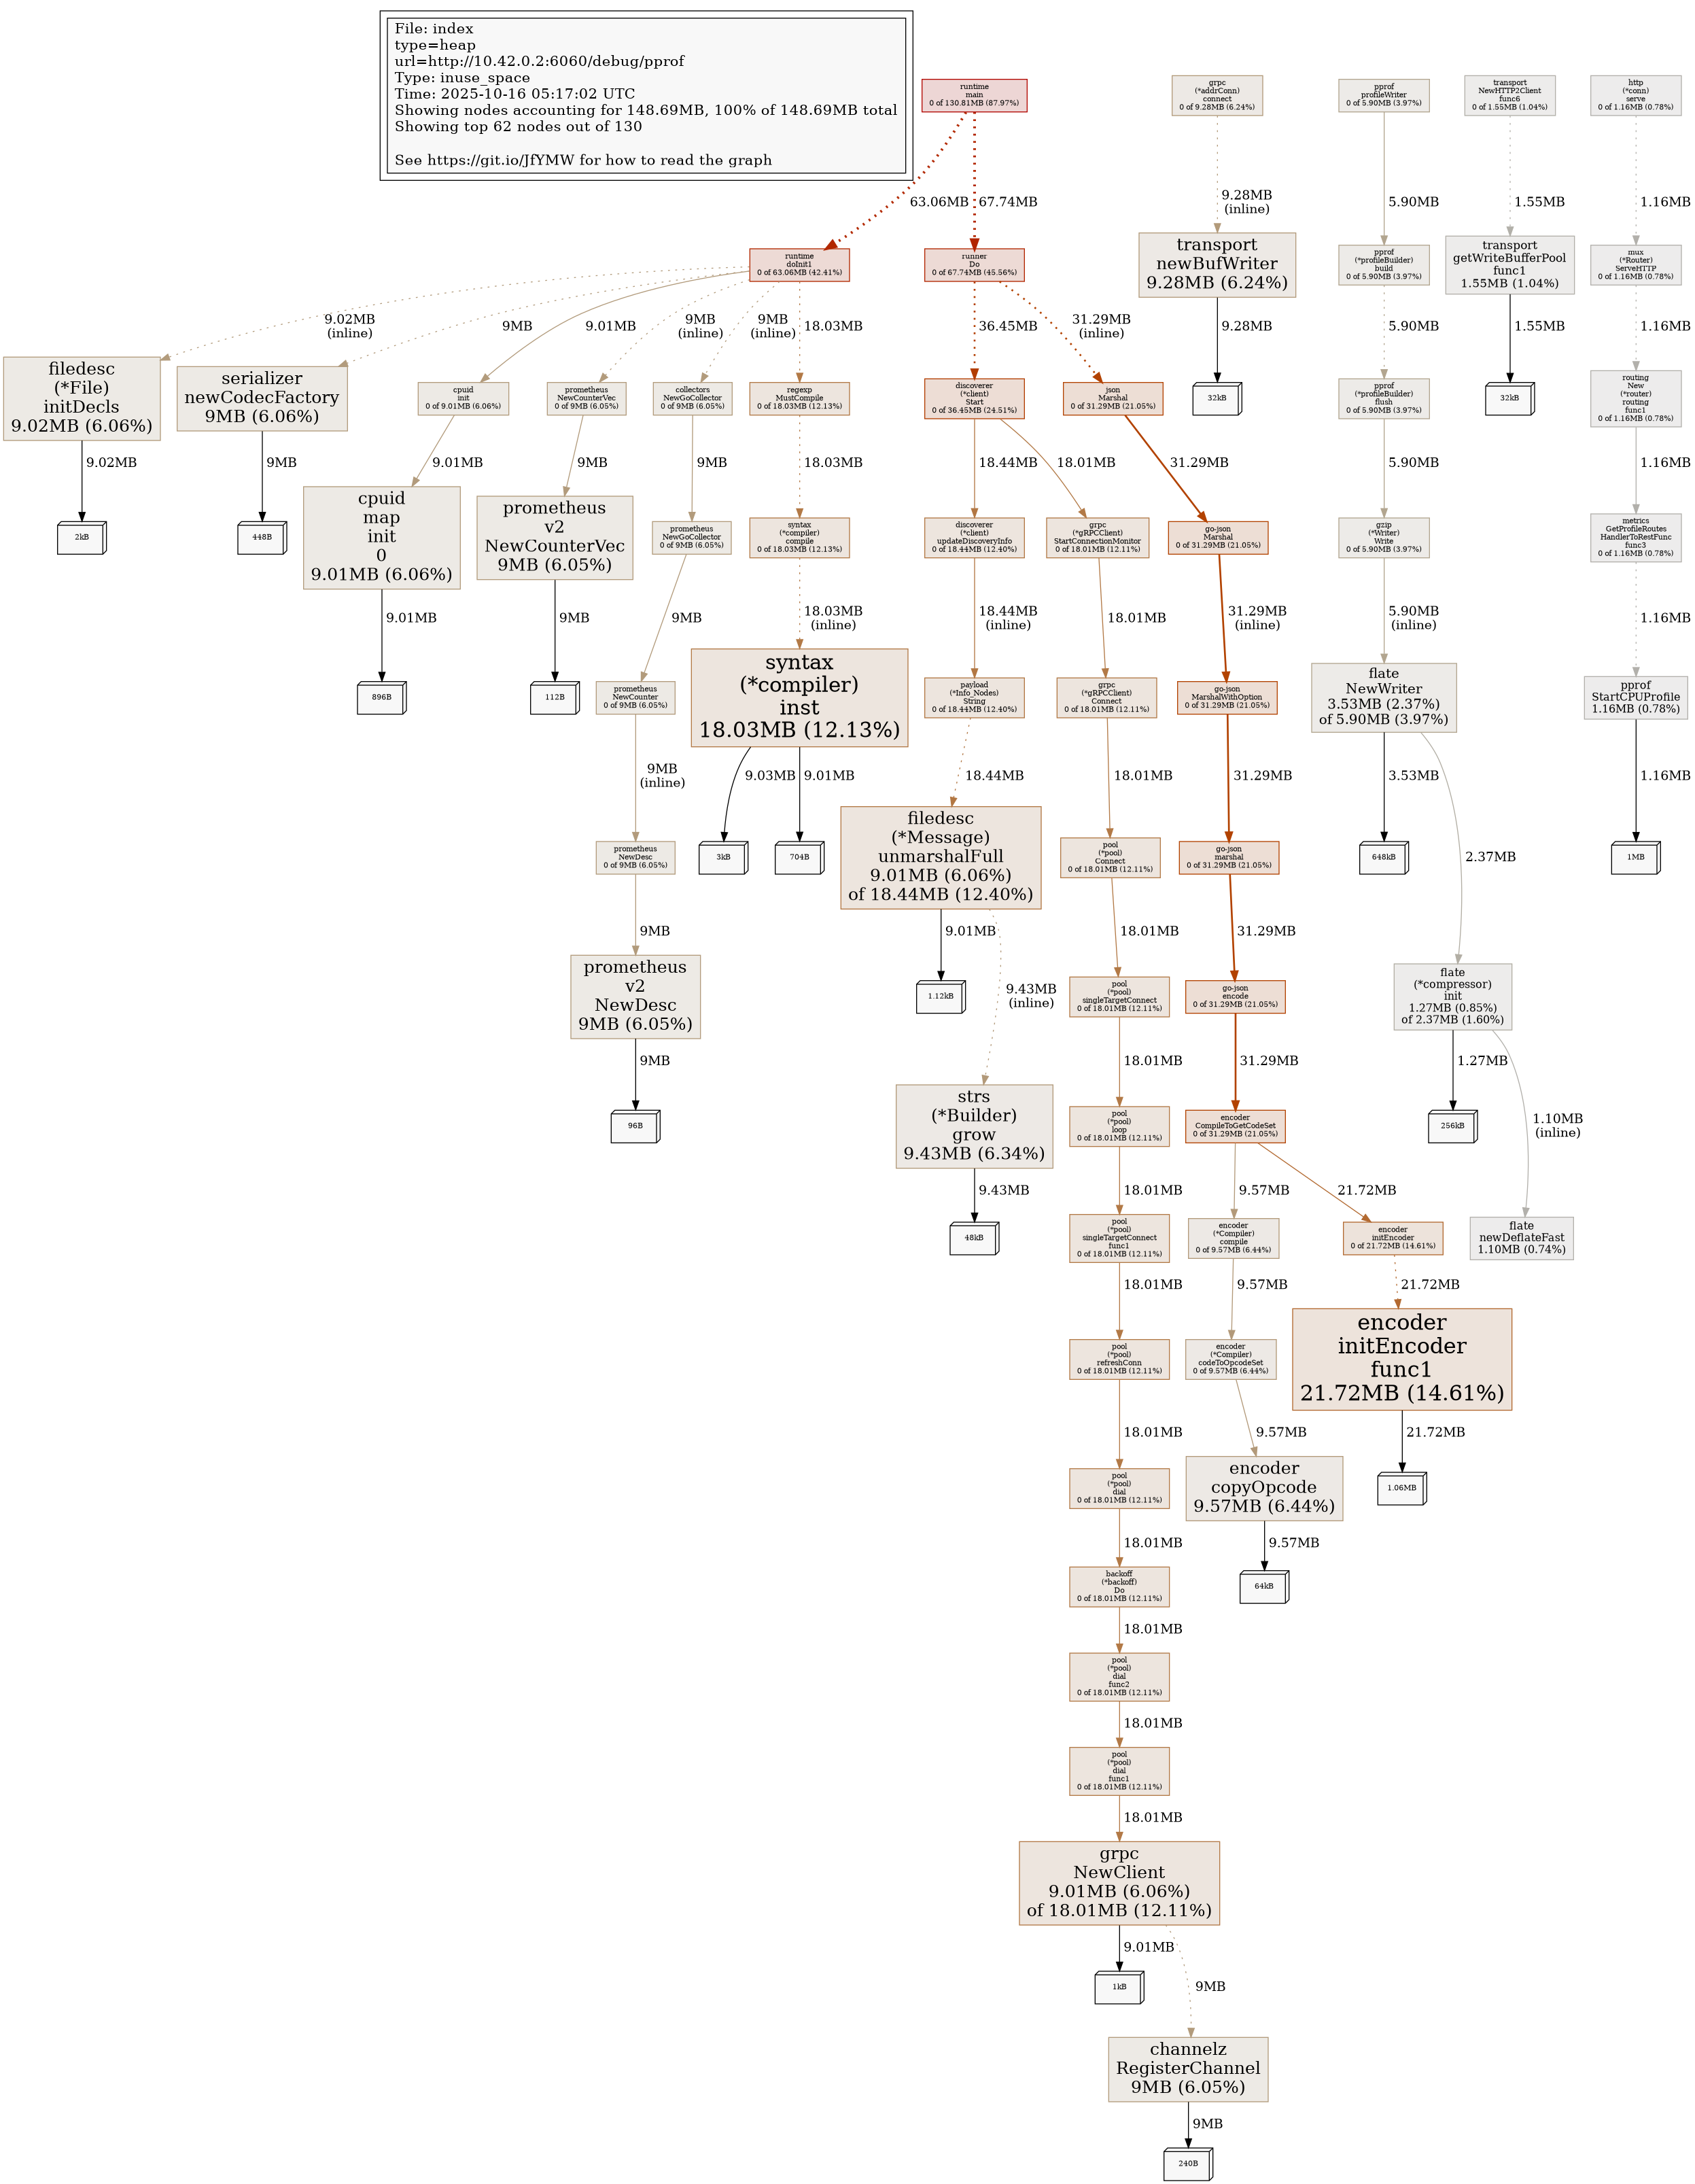 File: index
type=heap
url=http://10.42.0.2:6060/debug/pprof
Type: inuse_space
Time: 2025-10-16 05:17:02 UTC
Showing nodes accounting for 148.69MB, 100% of 148.69MB total
Showing top 62 nodes out of 130
See https://git.io/JfYMW for how to read the graph
runtime
main
0 of 130.81MB (87.97%)
grpc
(*addrConn)
connect
0 of 9.28MB (6.24%)
pprof
profileWriter
0 of 5.90MB (3.97%)
transport
NewHTTP2Client
func6
0 of 1.55MB (1.04%)
http
(*conn)
serve
0 of 1.16MB (0.78%)
63.06MB
67.74MB
9.28MB
(inline)
5.90MB
1.55MB
1.16MB
runtime
doInit1
0 of 63.06MB (42.41%)
runner
Do
0 of 67.74MB (45.56%)
transport
newBufWriter
9.28MB (6.24%)
pprof
(*profileBuilder)
build
0 of 5.90MB (3.97%)
transport
getWriteBufferPool
func1
1.55MB (1.04%)
mux
(*Router)
ServeHTTP
0 of 1.16MB (0.78%)
9.02MB
(inline)
9MB
9.01MB
9MB
(inline)
9MB
(inline)
18.03MB
36.45MB
31.29MB
(inline)
9.28MB
5.90MB
1.55MB
1.16MB
filedesc
(*File)
initDecls
9.02MB (6.06%)
serializer
newCodecFactory
9MB (6.06%)
cpuid
init
0 of 9.01MB (6.06%)
prometheus
NewCounterVec
0 of 9MB (6.05%)
collectors
NewGoCollector
0 of 9MB (6.05%)
regexp
MustCompile
0 of 18.03MB (12.13%)
discoverer
(*client)
Start
0 of 36.45MB (24.51%)
json
Marshal
0 of 31.29MB (21.05%)
32kB
pprof
(*profileBuilder)
flush
0 of 5.90MB (3.97%)
32kB
routing
New
(*router)
routing
func1
0 of 1.16MB (0.78%)
9.02MB
9MB
9.01MB
9MB
9MB
18.03MB
18.44MB
18.01MB
31.29MB
5.90MB
1.16MB
2kB
448B
cpuid
map
init
0
9.01MB (6.06%)
prometheus
v2
NewCounterVec
9MB (6.05%)
prometheus
NewGoCollector
0 of 9MB (6.05%)
syntax
(*compiler)
compile
0 of 18.03MB (12.13%)
discoverer
(*client)
updateDiscoveryInfo
0 of 18.44MB (12.40%)
grpc
(*gRPCClient)
StartConnectionMonitor
0 of 18.01MB (12.11%)
go-json
Marshal
0 of 31.29MB (21.05%)
gzip
(*Writer)
Write
0 of 5.90MB (3.97%)
metrics
GetProfileRoutes
HandlerToRestFunc
func3
0 of 1.16MB (0.78%)
9.01MB
9MB
9MB
18.03MB
(inline)
18.44MB
(inline)
18.01MB
31.29MB
(inline)
5.90MB
(inline)
1.16MB
896B
112B
prometheus
NewCounter
0 of 9MB (6.05%)
syntax
(*compiler)
inst
18.03MB (12.13%)
payload
(*Info_Nodes)
String
0 of 18.44MB (12.40%)
grpc
(*gRPCClient)
Connect
0 of 18.01MB (12.11%)
go-json
MarshalWithOption
0 of 31.29MB (21.05%)
flate
NewWriter
3.53MB (2.37%)
of 5.90MB (3.97%)
pprof
StartCPUProfile
1.16MB (0.78%)
9MB
(inline)
9.03MB
9.01MB
18.44MB
18.01MB
31.29MB
3.53MB
2.37MB
1.16MB
prometheus
NewDesc
0 of 9MB (6.05%)
3kB
704B
filedesc
(*Message)
unmarshalFull
9.01MB (6.06%)
of 18.44MB (12.40%)
pool
(*pool)
Connect
0 of 18.01MB (12.11%)
go-json
marshal
0 of 31.29MB (21.05%)
648kB
1MB
9MB
9.01MB
9.43MB
(inline)
18.01MB
31.29MB
prometheus
v2
NewDesc
9MB (6.05%)
1.12kB
pool
(*pool)
singleTargetConnect
0 of 18.01MB (12.11%)
go-json
encode
0 of 31.29MB (21.05%)
flate
(*compressor)
init
1.27MB (0.85%)
of 2.37MB (1.60%)
9MB
18.01MB
31.29MB
1.27MB
1.10MB
(inline)
96B
strs
(*Builder)
grow
9.43MB (6.34%)
pool
(*pool)
loop
0 of 18.01MB (12.11%)
encoder
CompileToGetCodeSet
0 of 31.29MB (21.05%)
256kB
9.43MB
18.01MB
9.57MB
21.72MB
48kB
pool
(*pool)
singleTargetConnect
func1
0 of 18.01MB (12.11%)
encoder
(*Compiler)
compile
0 of 9.57MB (6.44%)
encoder
initEncoder
0 of 21.72MB (14.61%)
flate
newDeflateFast
1.10MB (0.74%)
18.01MB
9.57MB
21.72MB
pool
(*pool)
refreshConn
0 of 18.01MB (12.11%)
encoder
(*Compiler)
codeToOpcodeSet
0 of 9.57MB (6.44%)
encoder
initEncoder
func1
21.72MB (14.61%)
18.01MB
9.57MB
21.72MB
pool
(*pool)
dial
0 of 18.01MB (12.11%)
encoder
copyOpcode
9.57MB (6.44%)
1.06MB
18.01MB
9.57MB
backoff
(*backoff)
Do
0 of 18.01MB (12.11%)
64kB
18.01MB
pool
(*pool)
dial
func2
0 of 18.01MB (12.11%)
18.01MB
pool
(*pool)
dial
func1
0 of 18.01MB (12.11%)
18.01MB
grpc
NewClient
9.01MB (6.06%)
of 18.01MB (12.11%)
9.01MB
9MB
1kB
channelz
RegisterChannel
9MB (6.05%)
9MB
240B